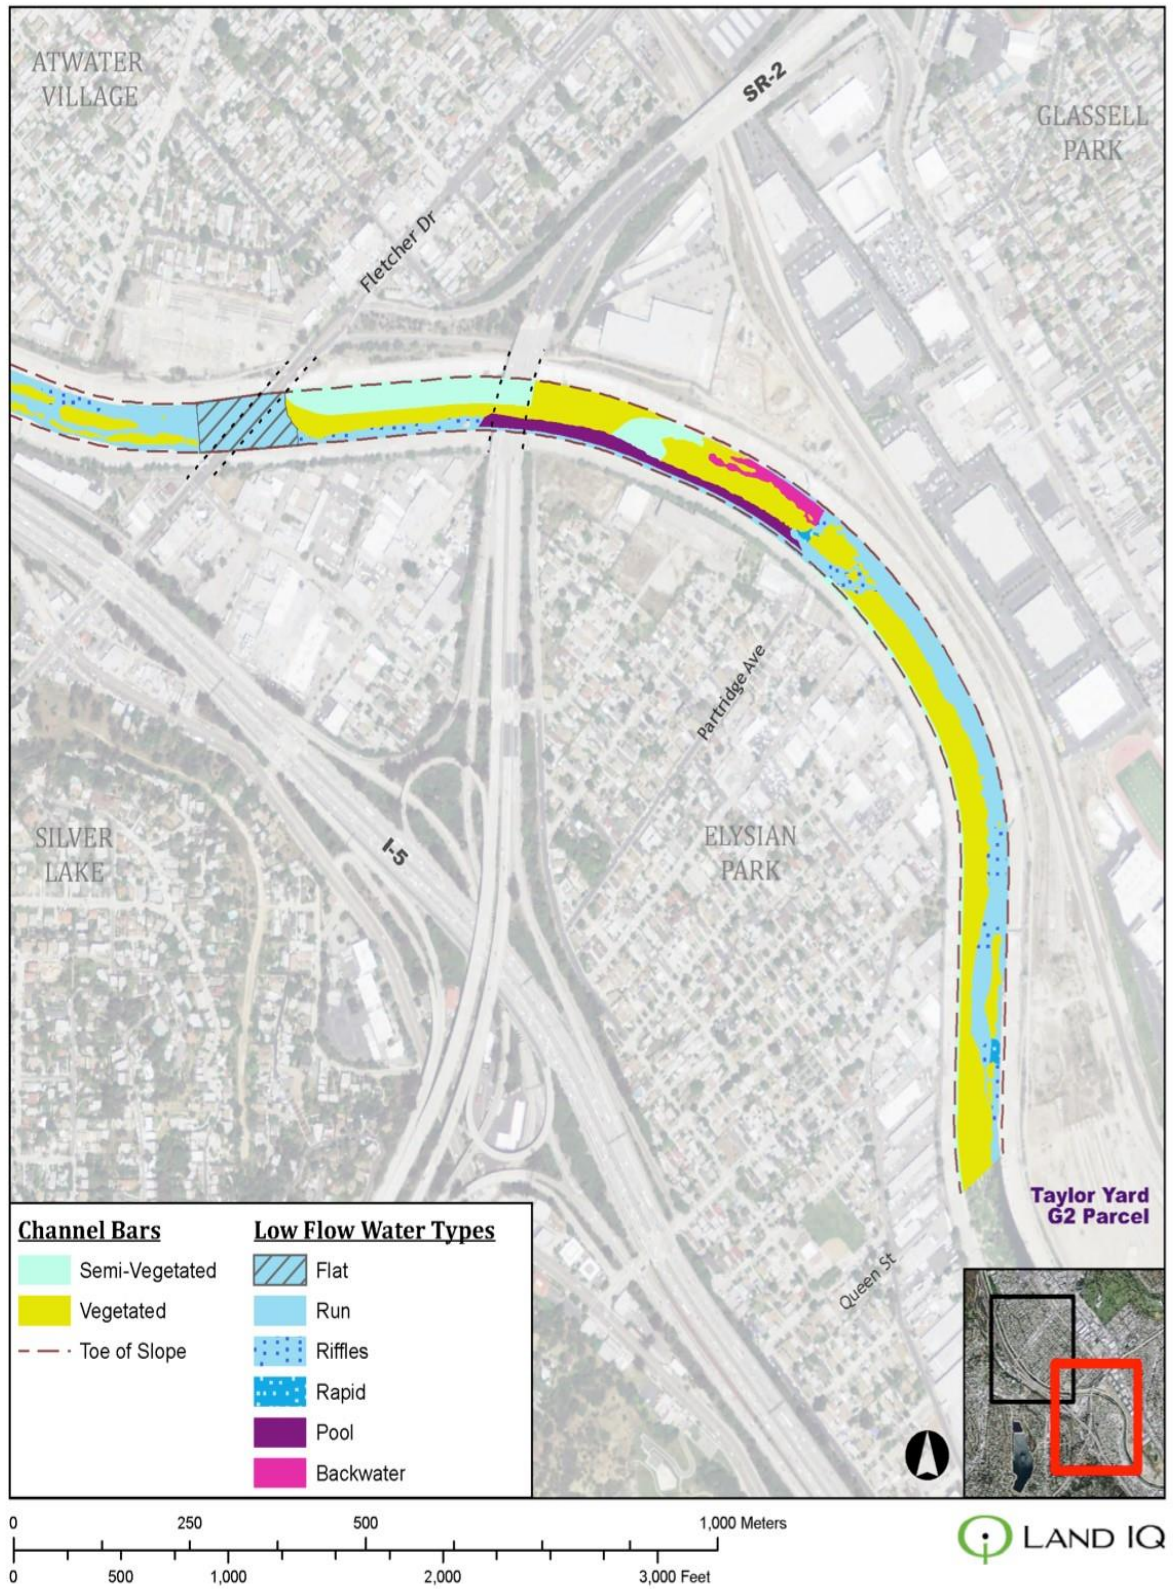 ATWATER
VILLAGE
SR-2
GLASSELL
PARK
Fletcher Dr
Partridge Ave
SILVER
LAKE
I-5
ELYSIAN
PARK
Taylor Yard
G2 Parcel
Queen St
Channel Bars
Semi-Vegetated
Vegetated
Toe of Slope
Low Flow Water Types
Flat
Run
Riffles
Rapid
Pool
Backwater
0 250 500 1,000 Meters
0 500 1,000 2,000 3,000 Feet
LAND IQ